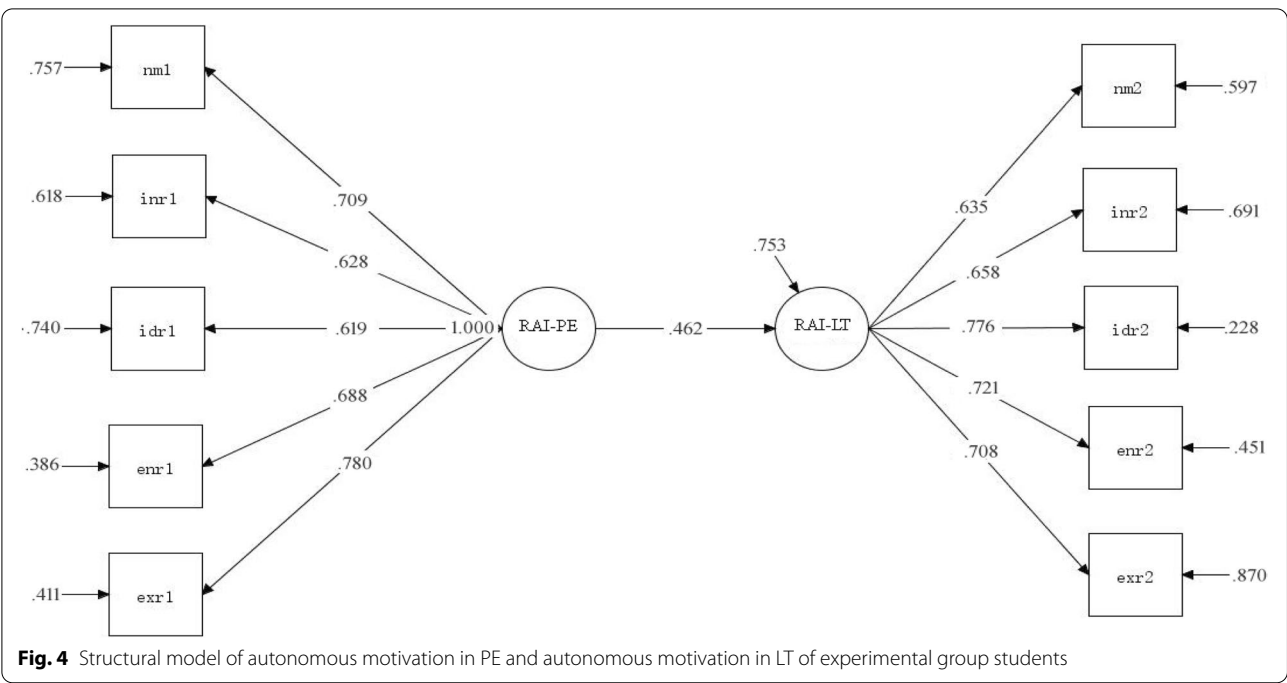 .757
nm1
.709
.618
inr1
.628
.740
idr1
.619
1.000
RAI-PE
.688
.386
enr1
.780
.411
exr1
.462
.753
RAI-LT
nm2
.597
.635
inr2
.691
.658
idr2
.228
.776
.721
enr2
.451
.708
exr2
.870
Fig. 4 Structural model of autonomous motivation in PE and autonomous motivation in LT of experimental group students